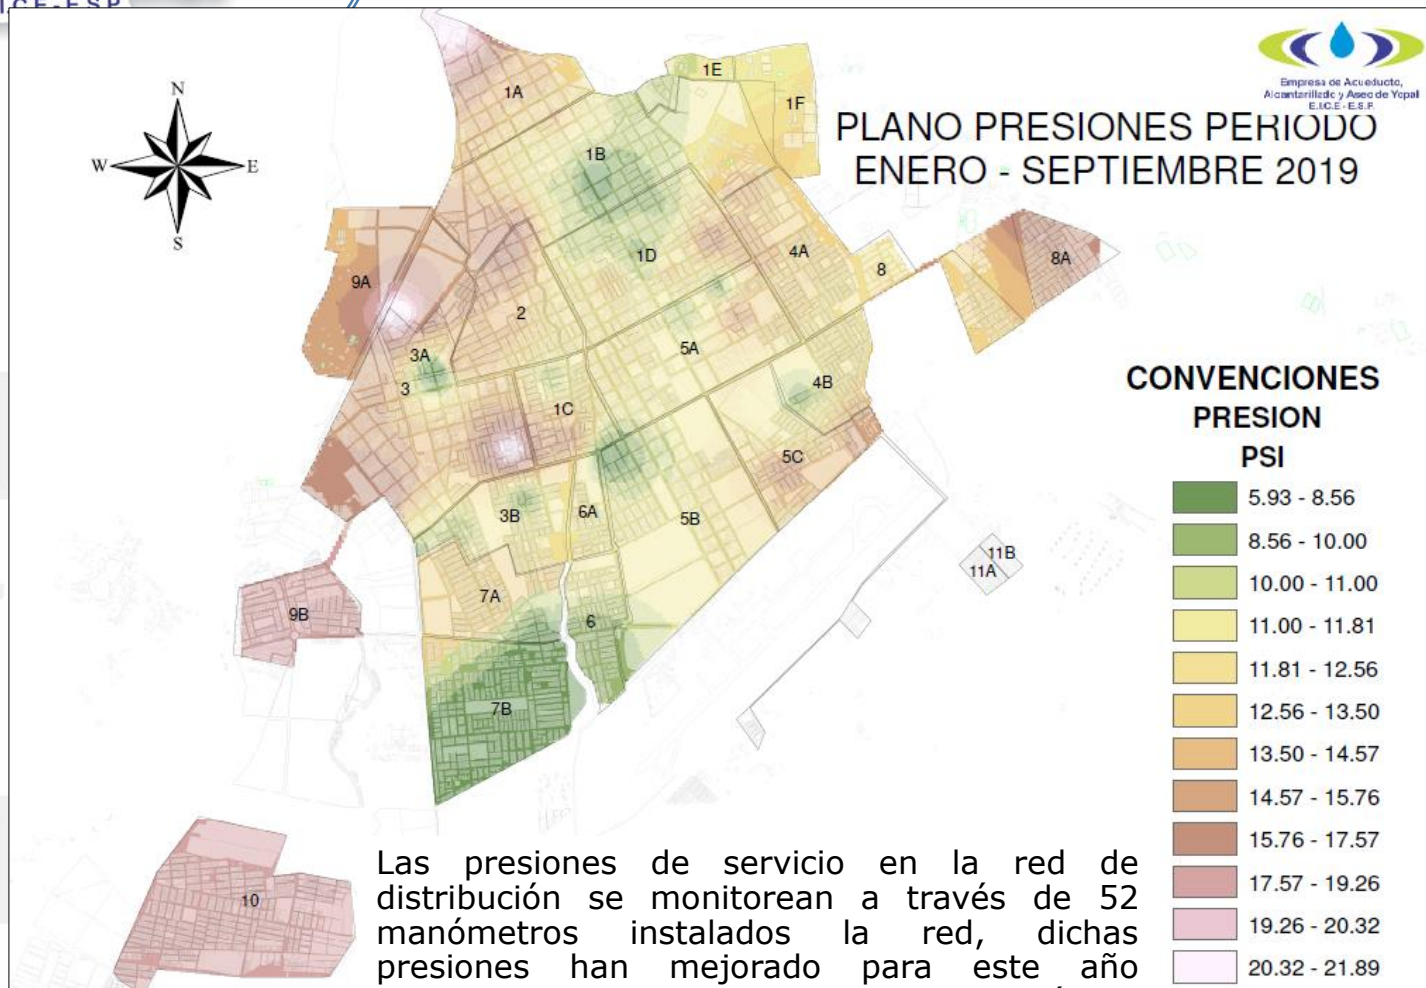 I.C.E - E.S.P
Empresa de Acueducto,
Alcantarillado y Aseo de Yopal
E.I.C.E - E.S.P.
PLANO PRESIONES PERIODO
ENERO - SEPTIEMBRE 2019
N
W
E
S
1E
1A
1F
1B
1D
4A
8
8A
9A
2
3A
3
5A
4B
1C
5C
3B
6A
5B
11B
11A
7A
6
9B
7B
10
CONVENCIONES
PRESION
PSI
5.93 - 8.56
8.56 - 10.00
10.00 - 11.00
11.00 - 11.81
11.81 - 12.56
12.56 - 13.50
13.50 - 14.57
14.57 - 15.76
15.76 - 17.57
17.57 - 19.26
19.26 - 20.32
20.32 - 21.89
Las presiones de servicio en la red de
distribución se monitorean a través de 52
manómetros instalados la red, dichas
presiones han mejorado para este año